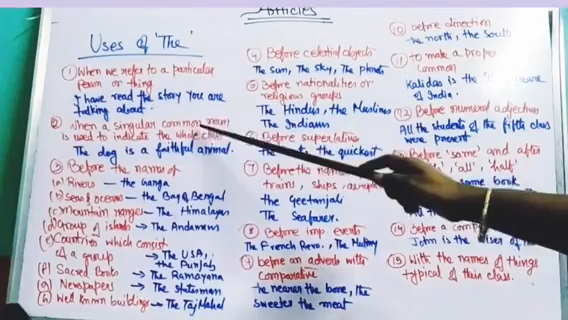 Articles
Uses of 'The'
① When we refer to a particular
Person or thing
I have read the story you are
talking about.
② When a singular common noun
is used to indicate the whole class
The dog is a faithful animal.
③ Before the names of
(a) Rivers — the Ganga
(b) Seas & oceans — the Bay of Bengal
(c) mountain ranges — The Himalayas
(d) group of islands — The Andamans
(e) Countries which consist
of a group → The USA,
the Punjab
(f) Sacred Books → The Ramayana
(g) Newspapers → The Statesman
(h) Well known buildings → The Taj Mahal
④ Before celestial objects
The Sun, The Sky, The planets
⑤ Before nationalities or
religious groups
The Hindus, the Muslims
The Indians
Before superlative
the quickest
⑦ Before the names
trains, ships,
The Geetanjali
The Seafarer.
⑧ Before imp. events
The French Revo., The Mutiny
⑨ before an adverb with
Comparative
the nearer the bone, the
sweeter the meat
⑩ before direction
the north, the South
⑪ To make a proper
Common
Kalidas is the
of India.
⑫ Before numeral adjectives
All the students of the fifth class
were present
Before 'same' and after
'all', 'half'
same book
⑭ Before a
John is the wiser of the
⑮ With the names of things
typical of their class.